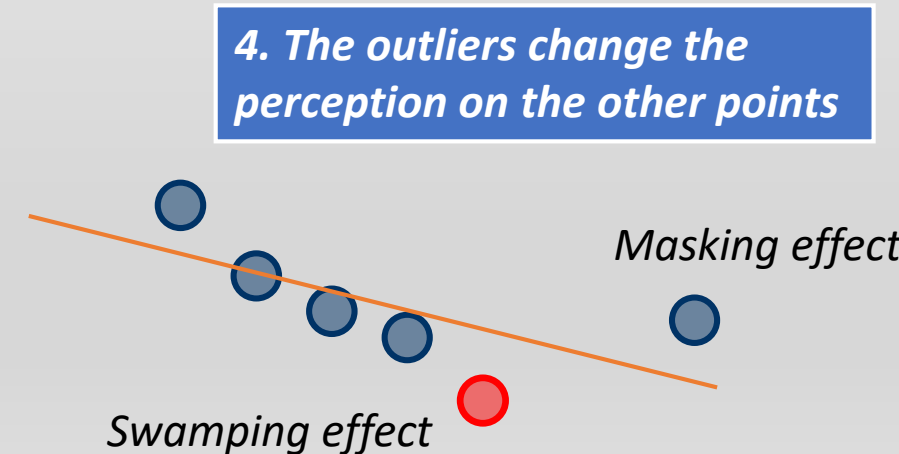 4. The outliers change the
perception on the other points
Masking effect
Swamping effect